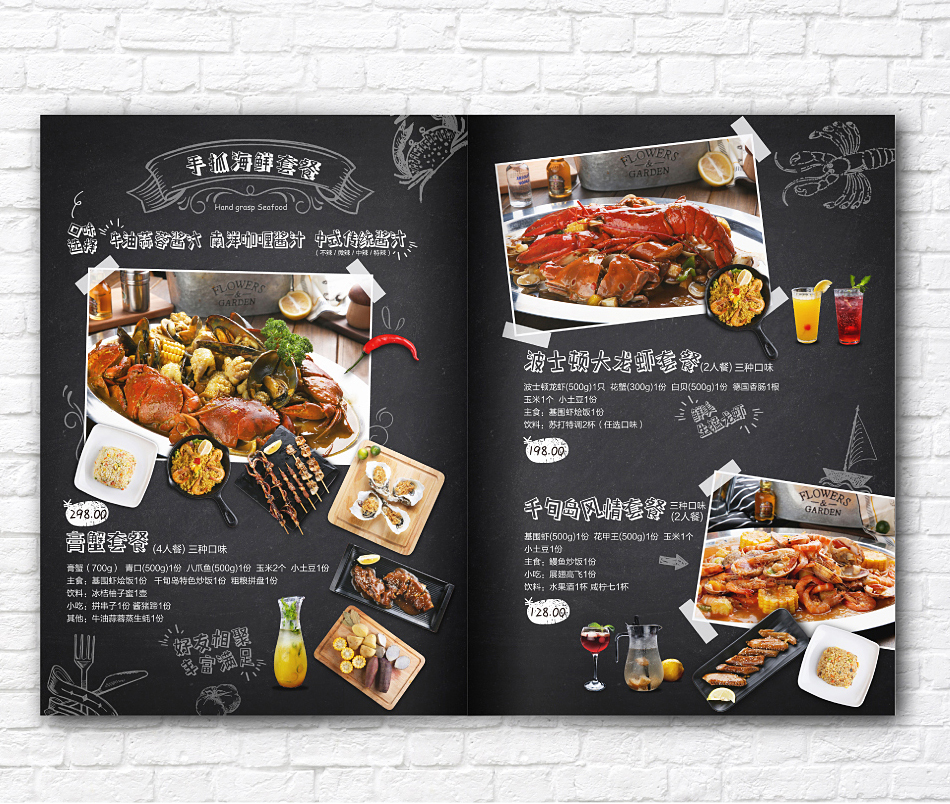 手抓海鲜套餐
Hand grasp Seafood
口味选择
牛油蒜蓉酱汁 南洋咖喱酱汁 中式传统酱汁
(不辣 / 微辣 / 中辣 / 特辣)
FLOWERS
&
GARDEN
¥298.00
膏蟹套餐 (4人餐) 三种口味
膏蟹 (700g) 青口(500g)1份 八爪鱼(500g)1份 玉米2个 小土豆1份
主食：基围虾烩饭1份 千旬岛特色炒饭1份 粗粮拼盘1份
饮料：冰桔柚子蜜1壶
小吃：拼串子1份 酱猪蹄1份
其他：牛油蒜蓉蒸生蚝1份
好友相聚
丰富满足
FLOWERS
&
GARDEN
波士顿大龙虾套餐(2人餐) 三种口味
波士顿龙虾(500g)1只 花蟹(300g)1份 白贝(500g)1份 德国香肠1根
玉米1个 小土豆1份
主食：基围虾烩饭1份
饮料：苏打特调2杯（任选口味）
鲜美
生猛龙虾
¥198.00
千旬岛风情套餐 三种口味
(2人餐)
基围虾(500g)1份 花甲王(500g)1份 玉米1个
小土豆1份
主食：鳗鱼炒饭1份
小吃：展翅高飞1份
饮料：水果酒1杯 咸柠七1杯
¥128.00
FLOWERS
&
GARDEN